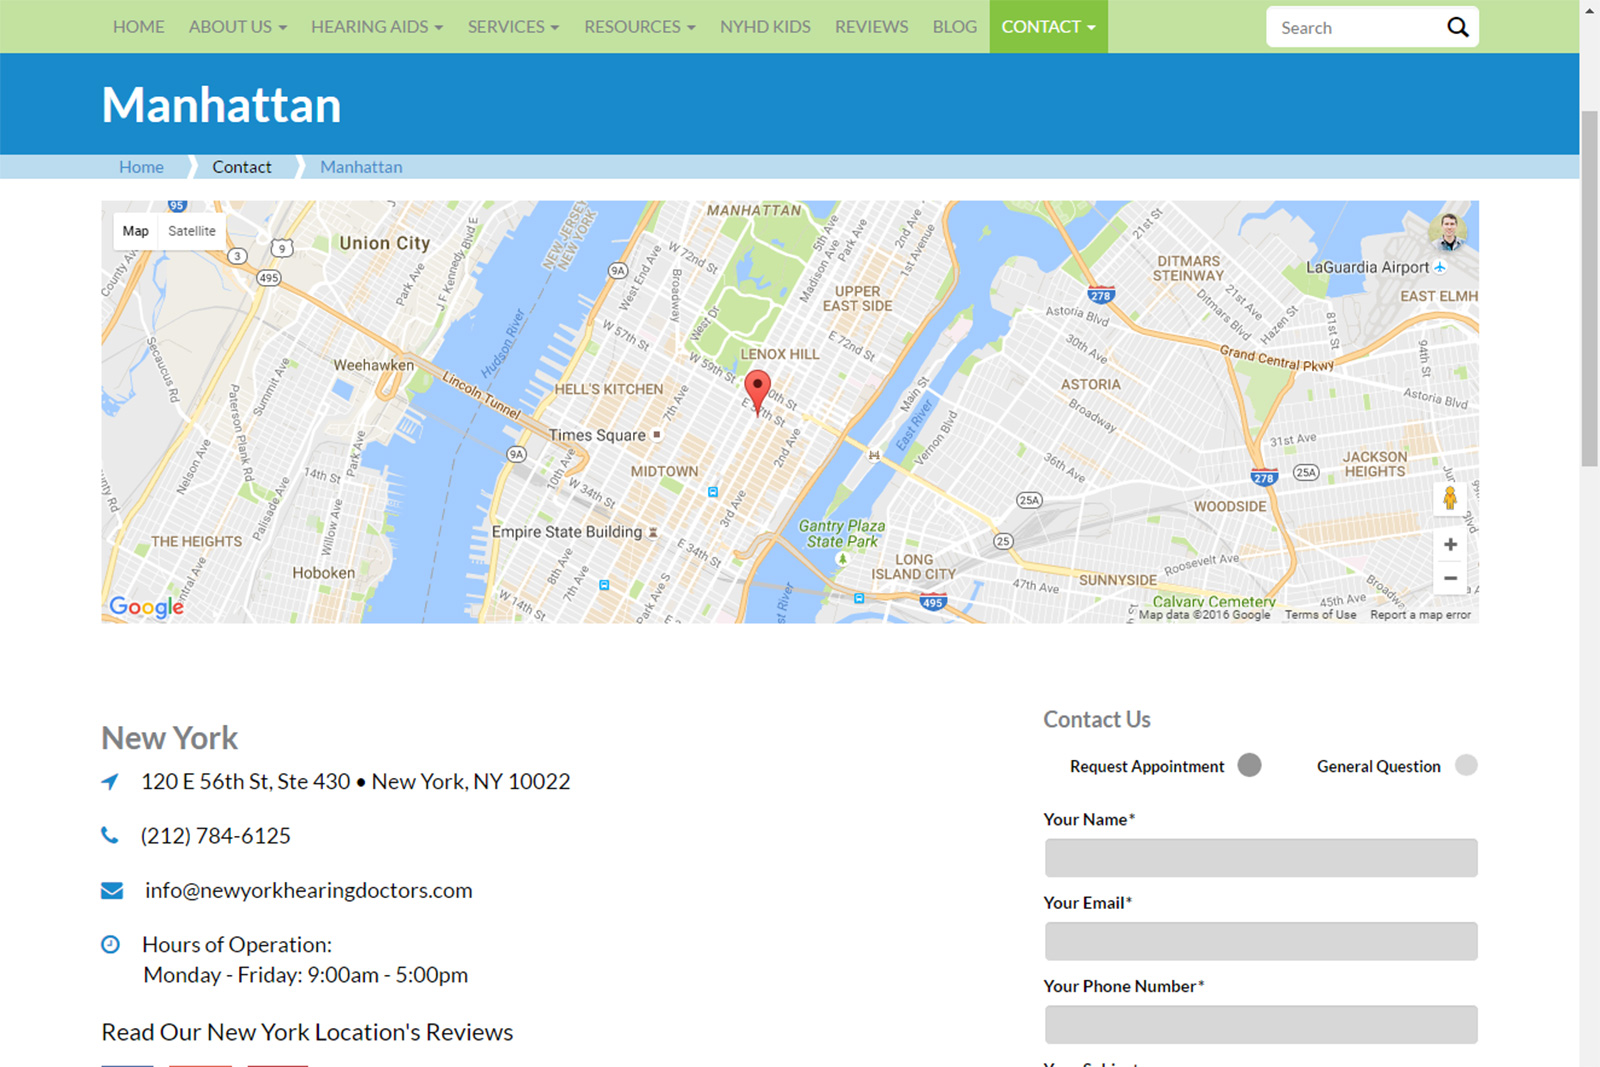 HOME ABOUT US HEARING AIDS SERVICES RESOURCES NYHD KIDS REVIEWS BLOG CONTACT Search
Manhattan
Home Contact Manhattan
Map Satellite
95
9
3
495
County Ave
Union City
Park Ave
J F Kennedy Blvd E
NEW JERSEY
NEW YORK
9A
MANHATTAN
W 72nd St
West End Ave
Broadway
West Dr
5th Ave
Madison Ave
Park Ave
2nd Ave
1st Avenue
UPPER
EAST SIDE
21st St
DITMARS
STEINWAY
LaGuardia Airport
EAST ELMH
278
Astoria Blvd
Ditmars Blvd
21st Ave
Hazen St
81st St
30th Ave
Secaucus Rd
Weehawken
Hudson River
Lincoln Tunnel
W 57th St
W 59th St
LENOX HILL
E 72nd St
HELL'S KITCHEN
7th Ave
E 57th St
Main St
East River
Vernon Blvd
ASTORIA
Broadway
Grand Central Pkwy
94th St
Astoria Blvd
Summit Ave
Paterson Plank Rd
Nelson Ave
Park Ave
14th St
Times Square
9A
10th Ave
MIDTOWN
W 34th St
2nd Ave
3rd Ave
36th Ave
31st Ave
25A
JACKSON
HEIGHTS
278
25A
WOODSIDE
Palisade Ave
Willow Ave
THE HEIGHTS
Hoboken
Central Ave
Empire State Building
E 34th St
8th Ave
7th Ave
W 14th St
Park Ave S
Gantry Plaza
State Park
LONG
ISLAND CITY
25
495
47th Ave
SUNNYSIDE
Roosevelt Ave
Broadway
Calvary Cemetery
45th Ave
Google
Map data ©2016 Google Terms of Use Report a map error
New York
120 E 56th St, Ste 430 • New York, NY 10022
(212) 784-6125
info@newyorkhearingdoctors.com
Hours of Operation:
Monday - Friday: 9:00am - 5:00pm
Read Our New York Location's Reviews
Contact Us
Request Appointment General Question
Your Name*
Your Email*
Your Phone Number*